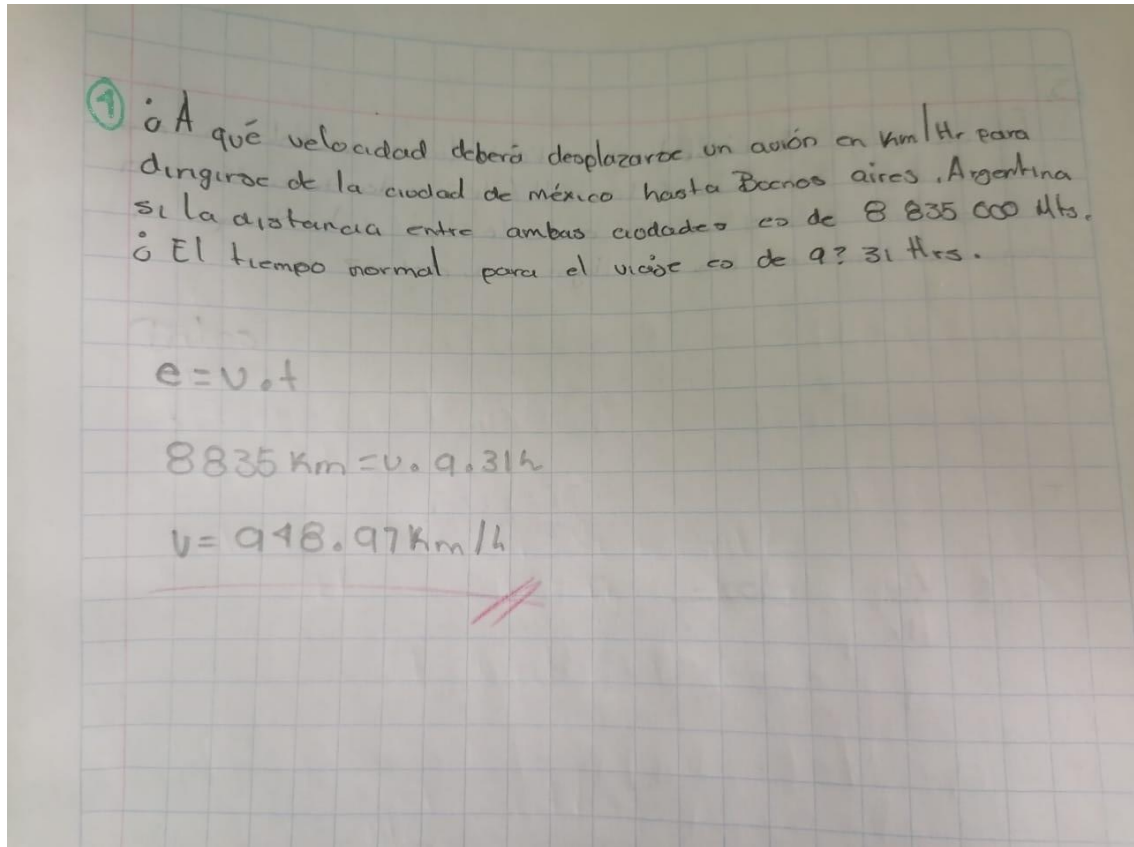 1 ¿A qué velocidad deberá desplazarse un avión en Km/Hr para
dirigirse de la ciudad de méxico hasta Buenos aires, Argentina
si la distancia entre ambas ciudades es de 8 835 000 Mts.
¿El tiempo normal para el viaje es de 9? 31 Hrs.
e=v.t
8835 Km=v.9.31h
v=948.97Km/h